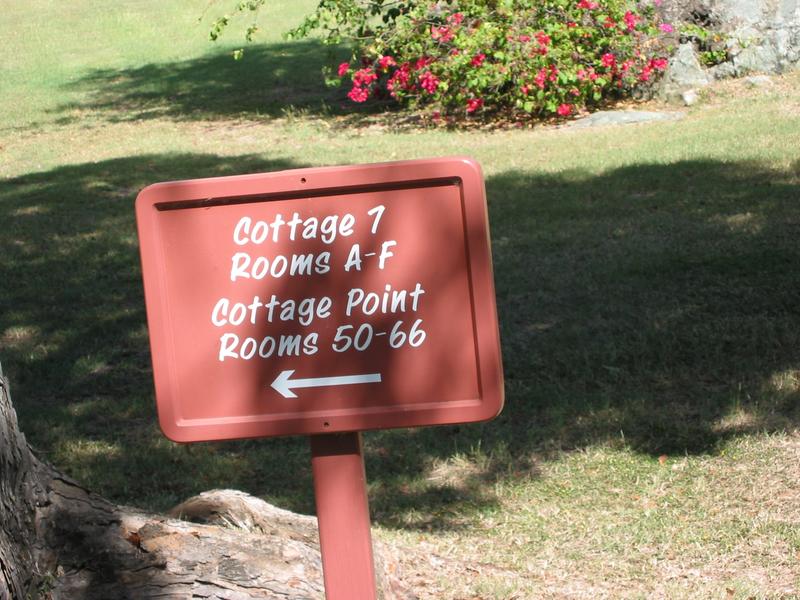 Cottage 7
Rooms A-F
Cottage Point
Rooms 50-66